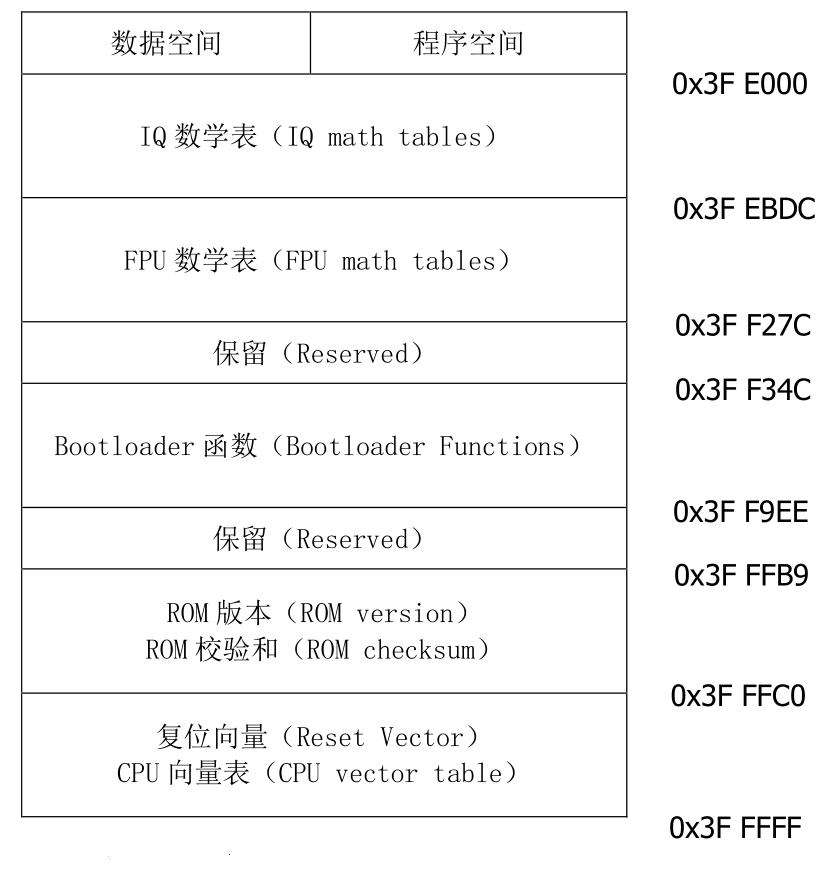 数据空间 程序空间
0x3F E000
IQ 数学表（IQ math tables）
0x3F EBDC
FPU 数学表（FPU math tables）
0x3F F27C
保留（Reserved）
0x3F F34C
Bootloader 函数（Bootloader Functions）
0x3F F9EE
保留（Reserved）
0x3F FFB9
ROM 版本（ROM version）
ROM 校验和（ROM checksum）
0x3F FFC0
复位向量（Reset Vector）
CPU 向量表（CPU vector table）
0x3F FFFF